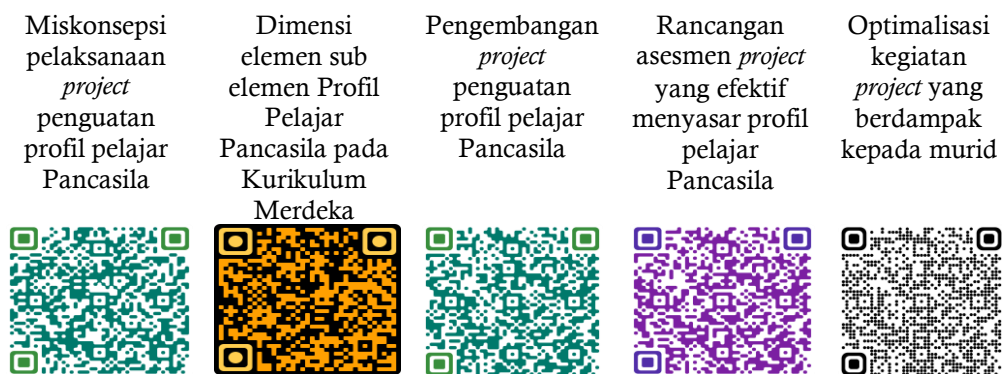 Miskonsepsi
pelaksanaan
project
penguatan
profil pelajar
Pancasila
Dimensi
elemen sub
elemen Profil
Pelajar
Pancasila pada
Kurikulum
Merdeka
Pengembangan
project
penguatan
profil pelajar
Pancasila
Rancangan
asesmen project
yang efektif
menyasar profil
pelajar
Pancasila
Optimalisasi
kegiatan
project yang
berdampak
kepada murid